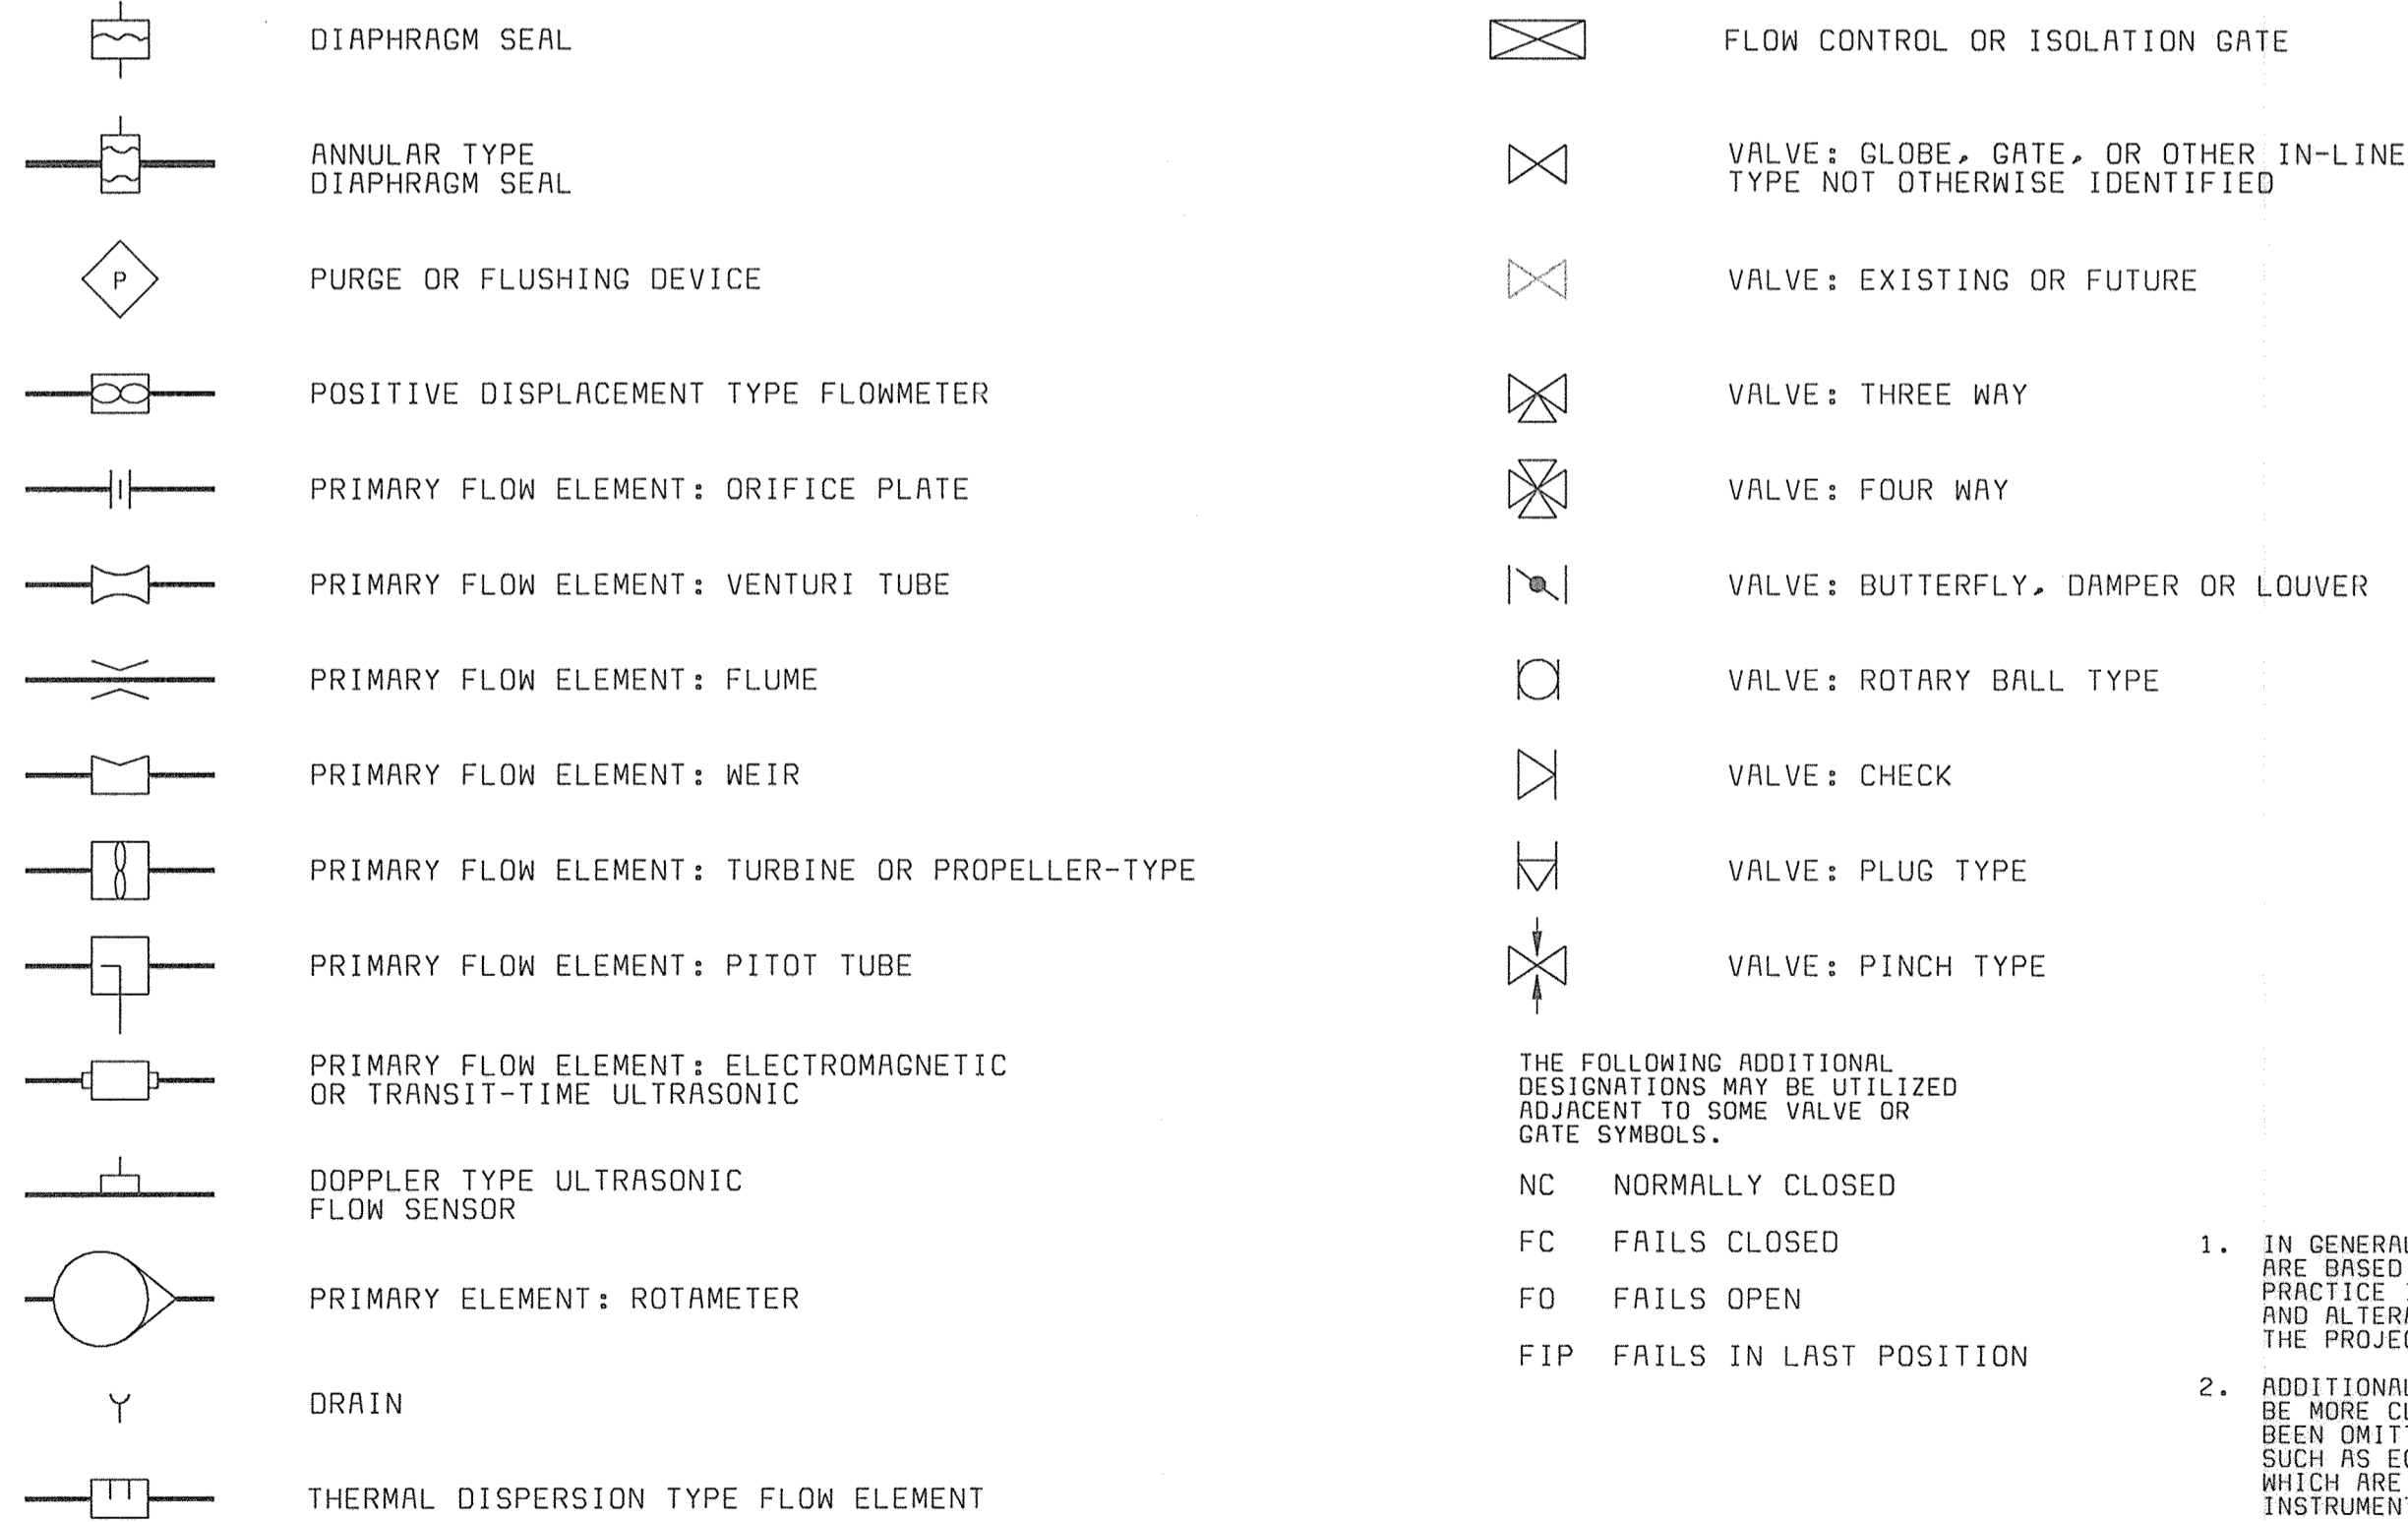 DIAPHRAGM SEAL
ANNULAR TYPE
DIAPHRAGM SEAL
P
PURGE OR FLUSHING DEVICE
POSITIVE DISPLACEMENT TYPE FLOWMETER
PRIMARY FLOW ELEMENT: ORIFICE PLATE
PRIMARY FLOW ELEMENT: VENTURI TUBE
PRIMARY FLOW ELEMENT: FLUME
PRIMARY FLOW ELEMENT: WEIR
PRIMARY FLOW ELEMENT: TURBINE OR PROPELLER-TYPE
PRIMARY FLOW ELEMENT: PITOT TUBE
PRIMARY FLOW ELEMENT: ELECTROMAGNETIC
OR TRANSIT-TIME ULTRASONIC
DOPPLER TYPE ULTRASONIC
FLOW SENSOR
PRIMARY ELEMENT: ROTAMETER
DRAIN
THERMAL DISPERSION TYPE FLOW ELEMENT
FLOW CONTROL OR ISOLATION GATE
VALVE: GLOBE, GATE, OR OTHER IN-LINE
TYPE NOT OTHERWISE IDENTIFIED
VALVE: EXISTING OR FUTURE
VALVE: THREE WAY
VALVE: FOUR WAY
VALVE: BUTTERFLY, DAMPER OR LOUVER
VALVE: ROTARY BALL TYPE
VALVE: CHECK
VALVE: PLUG TYPE
VALVE: PINCH TYPE
THE FOLLOWING ADDITIONAL
DESIGNATIONS MAY BE UTILIZED
ADJACENT TO SOME VALVE OR
GATE SYMBOLS.
NC NORMALLY CLOSED
FC FAILS CLOSED
FO FAILS OPEN
FIP FAILS IN LAST POSITION
1. IN GENERAL
ARE BASED
PRACTICE
AND
THE
2. ADDITIONAL
BE MORE
BEEN
SUCH AS
WHICH ARE